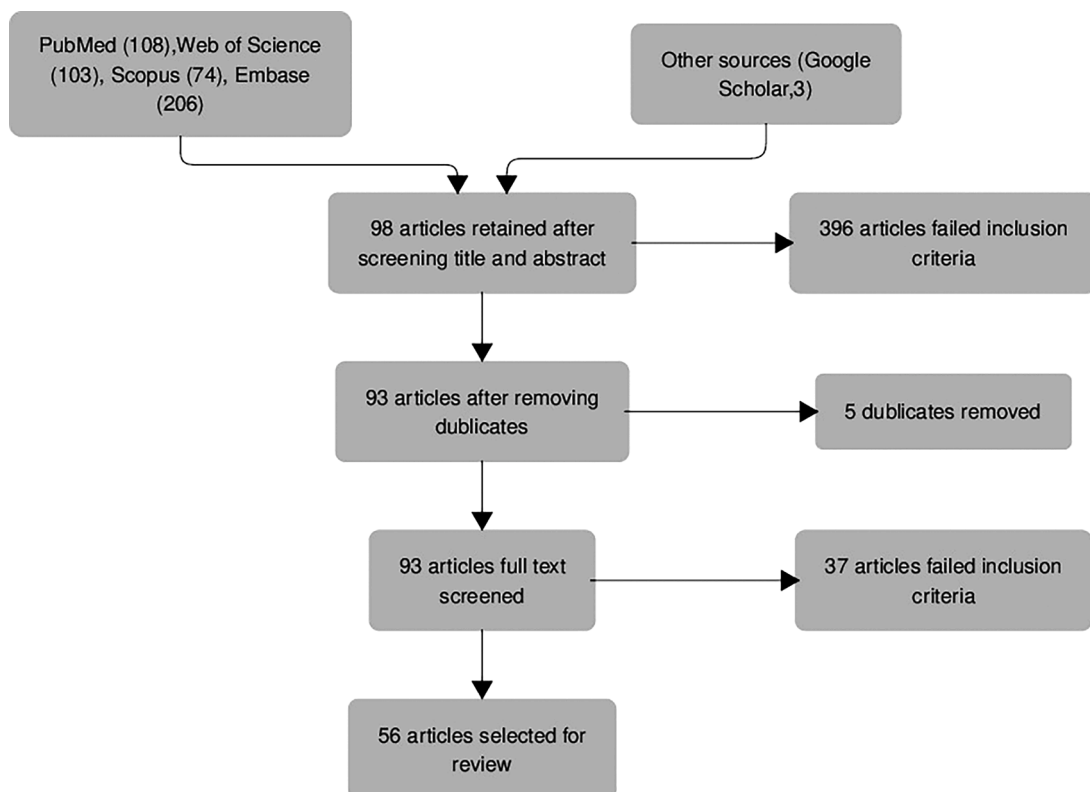 PubMed (108),Web of Science
(103), Scopus (74), Embase
(206)
Other sources (Google
Scholar,3)
98 articles retained after
screening title and abstract
396 articles failed inclusion
criteria
93 articles after removing
dublicates
5 dublicates removed
93 articles full text
screened
37 articles failed inclusion
criteria
56 articles selected for
review